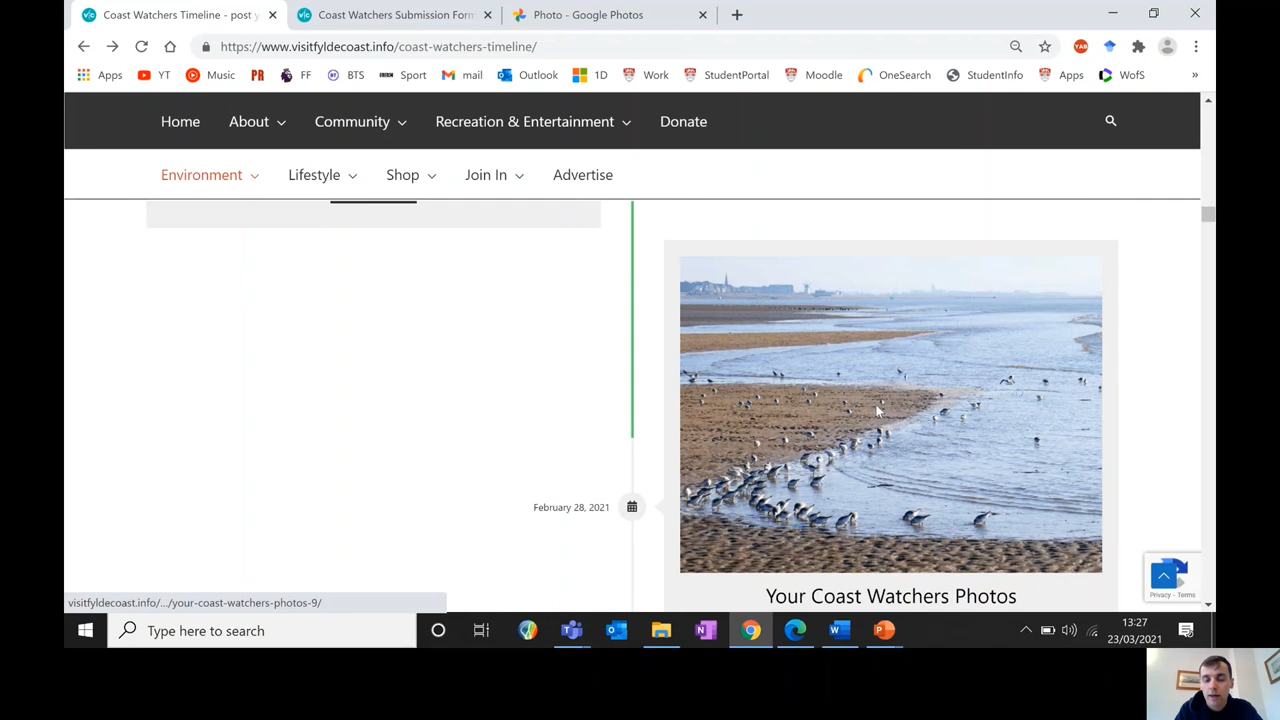 Coast Watchers Timeline - post y
Coast Watchers Submission Form
Photo - Google Photos
https://www.visitfyldecoast.info/coast-watchers-timeline/
Apps YT Music FF BTS Sport mail Outlook 1D Work StudentPortal Moodle OneSearch StudentInfo Apps WofS »
Home About Community Recreation & Entertainment Donate
Environment Lifestyle Shop Join In Advertise
February 28, 2021
Your Coast Watchers Photos
Privacy - Terms
visitfyldecoast.info/.../your-coast-watchers-photos-9/
Type here to search
13:27
23/03/2021